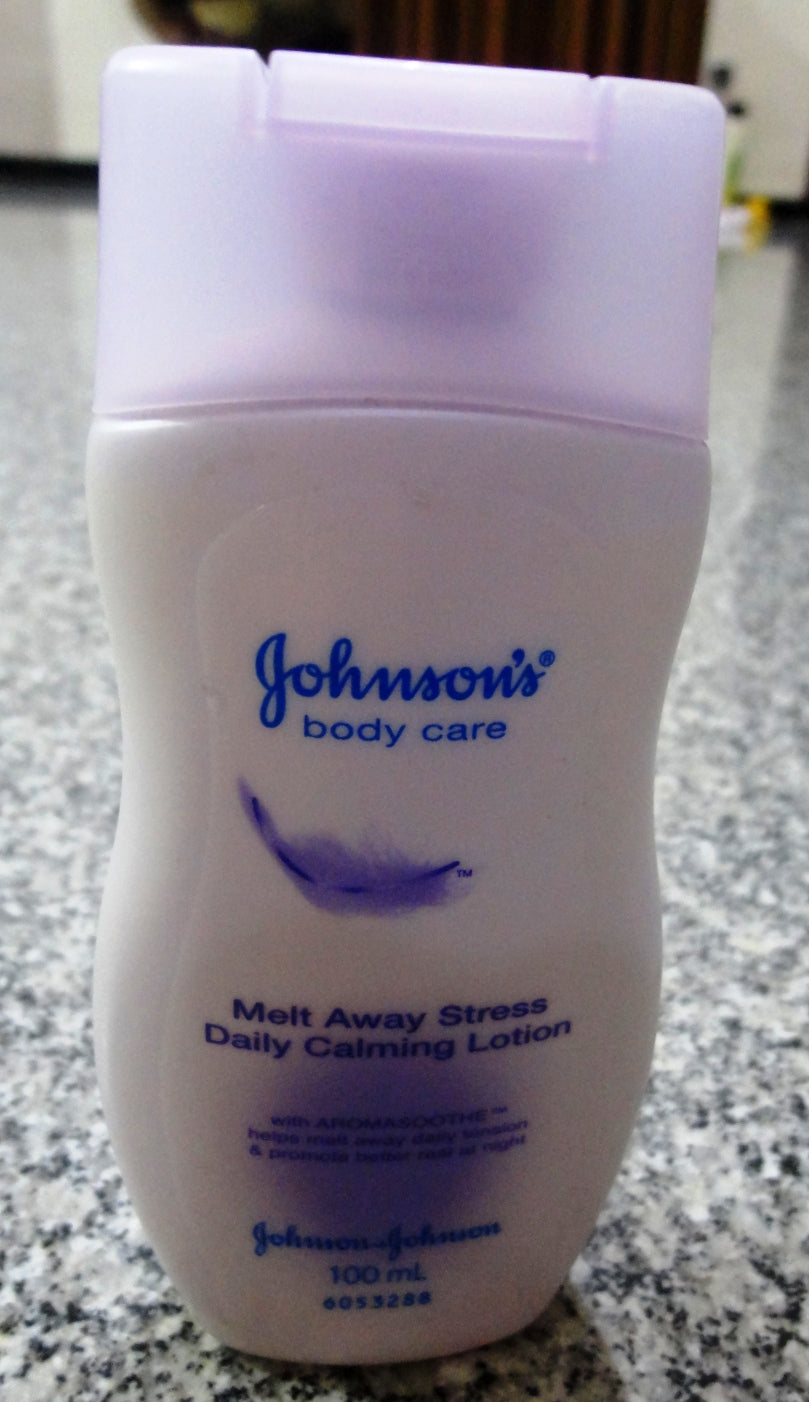 Johnson's®
body care
™
Melt Away Stress
Daily Calming Lotion
with AROMASOOTHE™
helps melt away daily tension
& promote better rest at night
Johnson & Johnson
100 mL
6053288